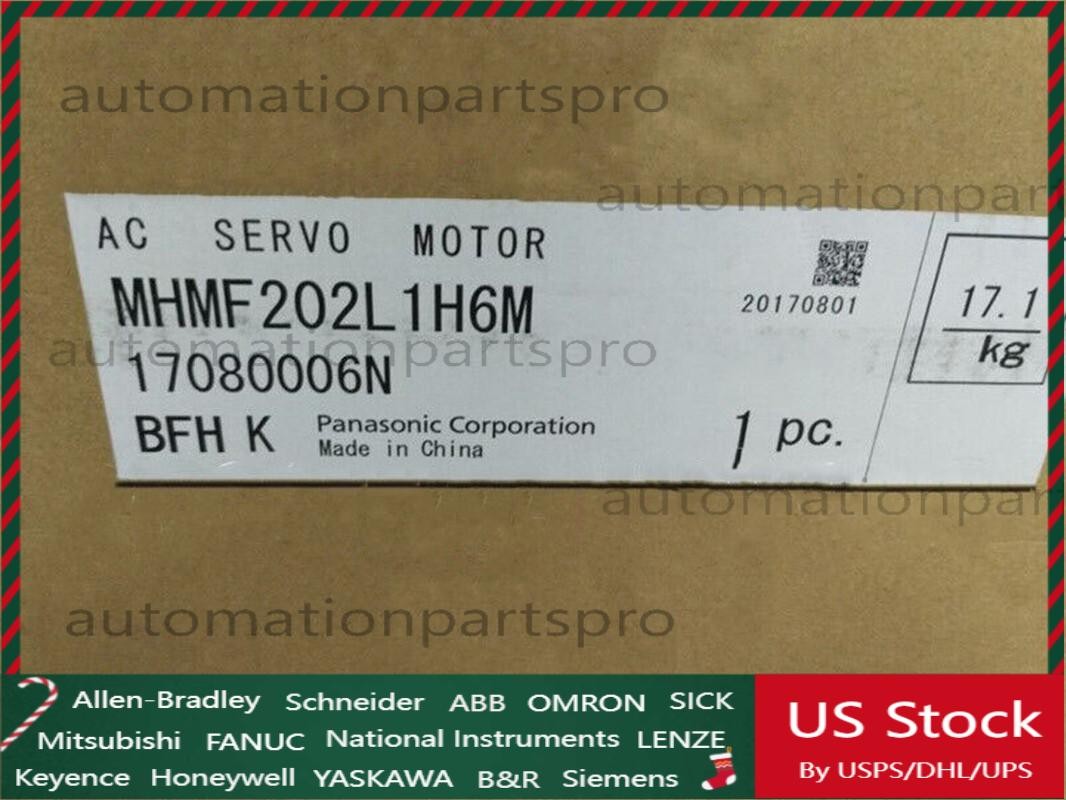 automationpartspro
automationpart
AC SERVO MOTOR
MHMF202L1H6M
20170801
17.1
kg
automationpartspro
17080006N
BFH K Panasonic Corporation
Made in China
1 pc.
automationpart
automationpartspro
Allen-Bradley Schneider ABB OMRON SICK
Mitsubishi FANUC National Instruments LENZE
Keyence Honeywell YASKAWA B&R Siemens
US Stock
By USPS/DHL/UPS